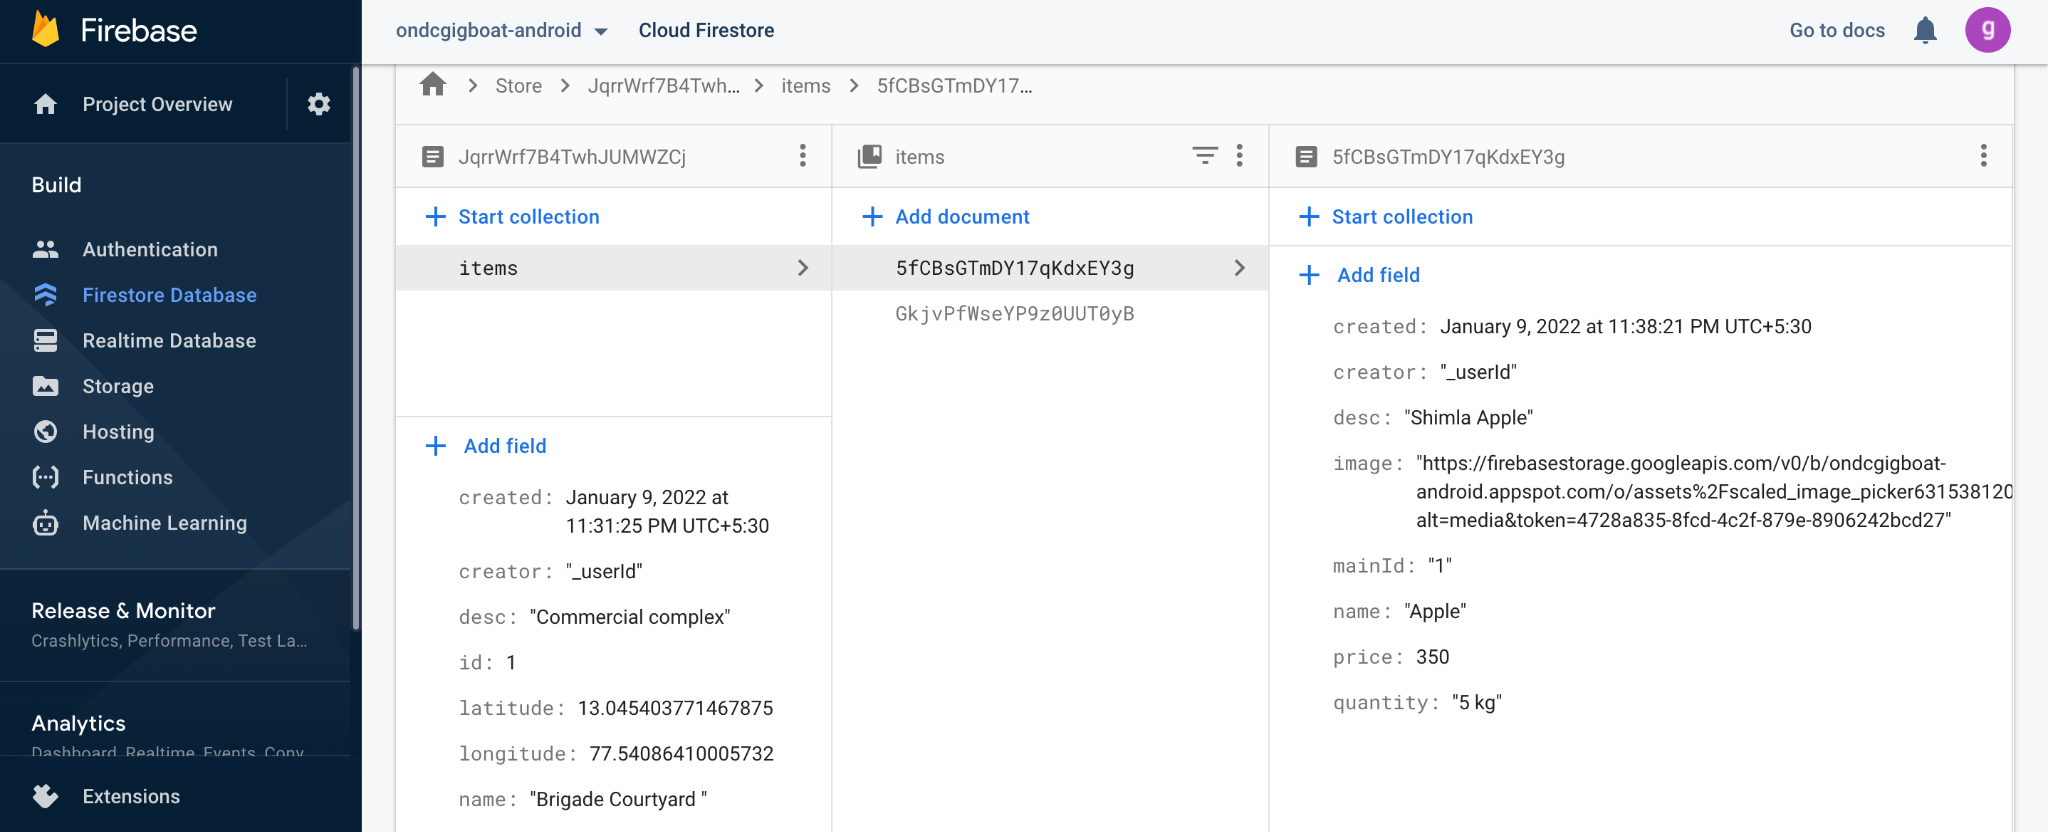 Firebase
ondcgigboat-android
Cloud Firestore
Go to docs
g
Project Overview
Build
Authentication
Firestore Database
Realtime Database
Storage
Hosting
Functions
Machine Learning
Release & Monitor
Crashlytics, Performance, Test La...
Analytics
Dashboard, Realtime, Events, Conv
Extensions
Store
JqrrWrf7B4Twh...
items
5fCBsGTmDY17...
JqrrWrf7B4TwhJUMWZCj
Start collection
items
Add field
created: January 9, 2022 at
11:31:25 PM UTC+5:30
creator: "_userId"
desc: "Commercial complex"
id: 1
latitude: 13.045403771467875
longitude: 77.54086410005732
name: "Brigade Courtyard "
items
Add document
5fCBsGTmDY17qKdxEY3g
GkjvPfWseYP9z0UUT0yB
5fCBsGTmDY17qKdxEY3g
Start collection
Add field
created: January 9, 2022 at 11:38:21 PM UTC+5:30
creator: "_userId"
desc: "Shimla Apple"
image: "https://firebasestorage.googleapis.com/v0/b/ondcgigboat-
android.appspot.com/o/assets%2Fscaled_image_picker631538120
alt=media&token=4728a835-8fcd-4c2f-879e-8906242bcd27"
mainId: "1"
name: "Apple"
price: 350
quantity: "5 kg"